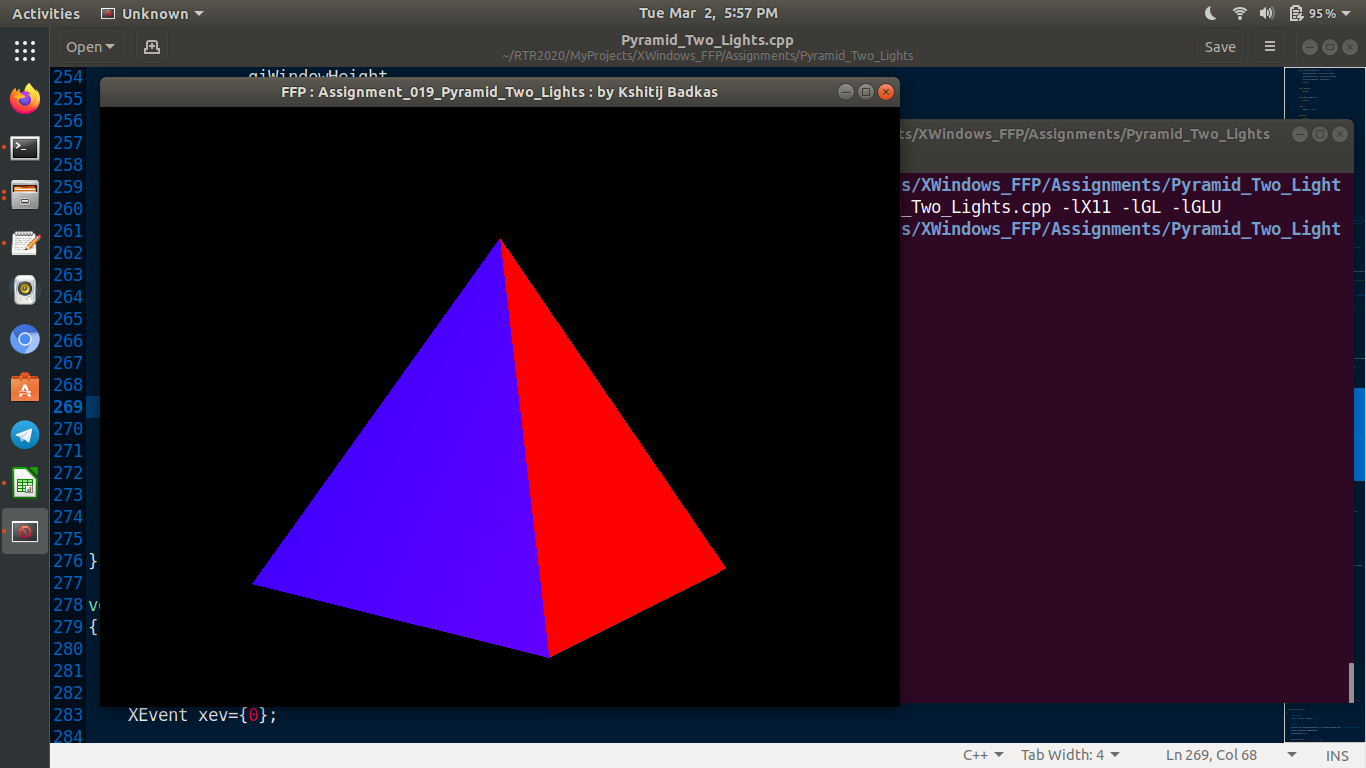 Activities
Unknown
Tue Mar 2, 5:57 PM
95%
Open
Pyramid_Two_Lights.cpp
~/RTR2020/MyProjects/XWindows_FFP/Assignments/Pyramid_Two_Lights
Save
254 giWindowHeight
255
256
257
258
259
260
261
262
263
264
265
266
267
268
269
270
271
272
273
274
275
276 }
277
278
279 {
280
281
282
283 XEvent xev={0};
284
FFP : Assignment_019_Pyramid_Two_Lights : by Kshitij Badkas
ts/XWindows_FFP/Assignments/Pyramid_Two_Lights
s/XWindows_FFP/Assignments/Pyramid_Two_Light
_Two_Lights.cpp -lX11 -lGL -lGLU
s/XWindows_FFP/Assignments/Pyramid_Two_Light
C++
Tab Width: 4
Ln 269, Col 68
INS